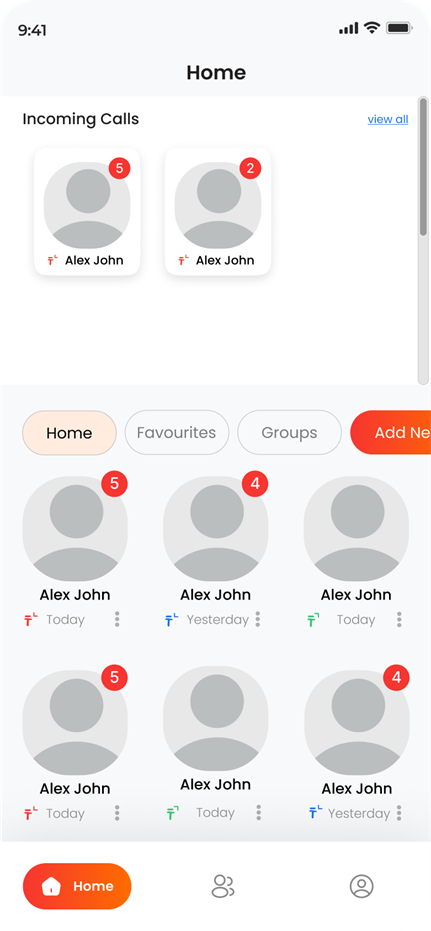 9:41
Home
Incoming Calls
view all
5
2
Alex John
Alex John
Home
Favourites
Groups
Add Ne
5
4
Alex John
Alex John
Alex John
Today
Yesterday
Today
5
4
Alex John
Alex John
Alex John
Today
Today
Yesterday
Home